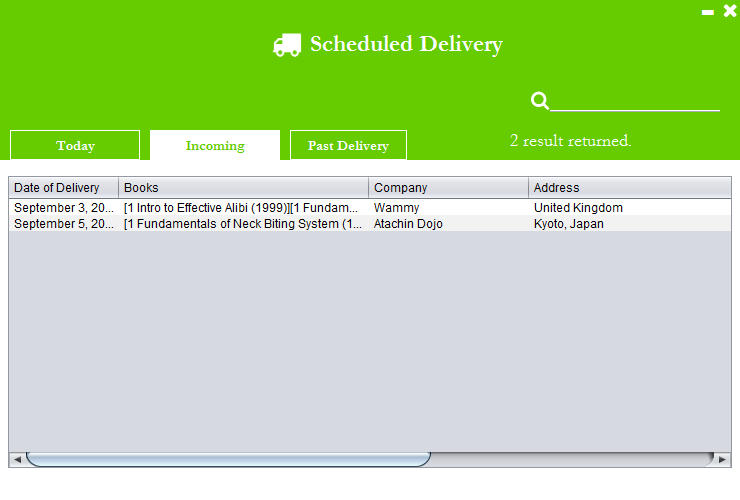 Scheduled Delivery
Today
Incoming
Past Delivery
2 result returned.
Date of Delivery Books Company Address
September 3, 20... [1 Intro to Effective Alibi (1999)][1 Fundam... Wammy United Kingdom
September 5, 20... [1 Fundamentals of Neck Biting System (1... Atachin Dojo Kyoto, Japan